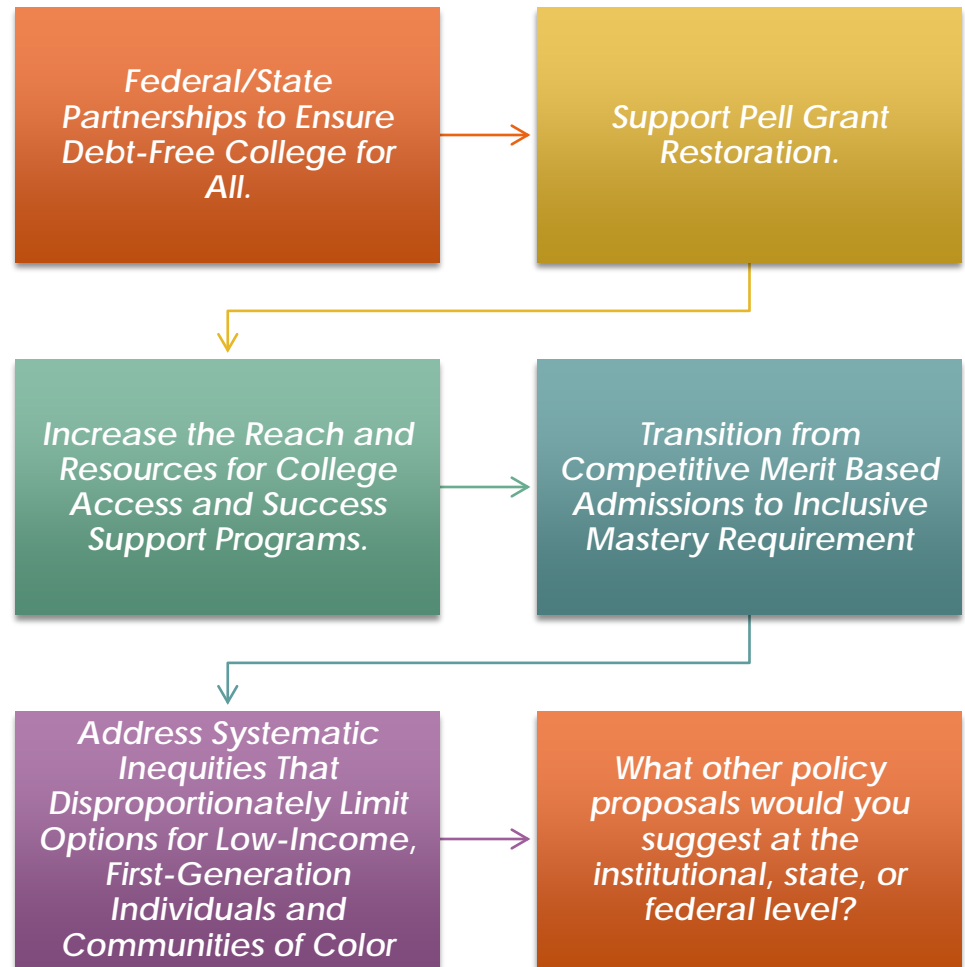 Federal/State
Partnerships to Ensure
Debt-Free College for
All.
Support Pell Grant
Restoration.
Increase the Reach and
Resources for College
Access and Success
Support Programs.
Transition from
Competitive Merit Based
Admissions to Inclusive
Mastery Requirement
Address Systematic
Inequities That
Disproportionately Limit
Options for Low-Income,
First-Generation
Individuals and
Communities of Color
What other policy
proposals would you
suggest at the
institutional, state, or
federal level?